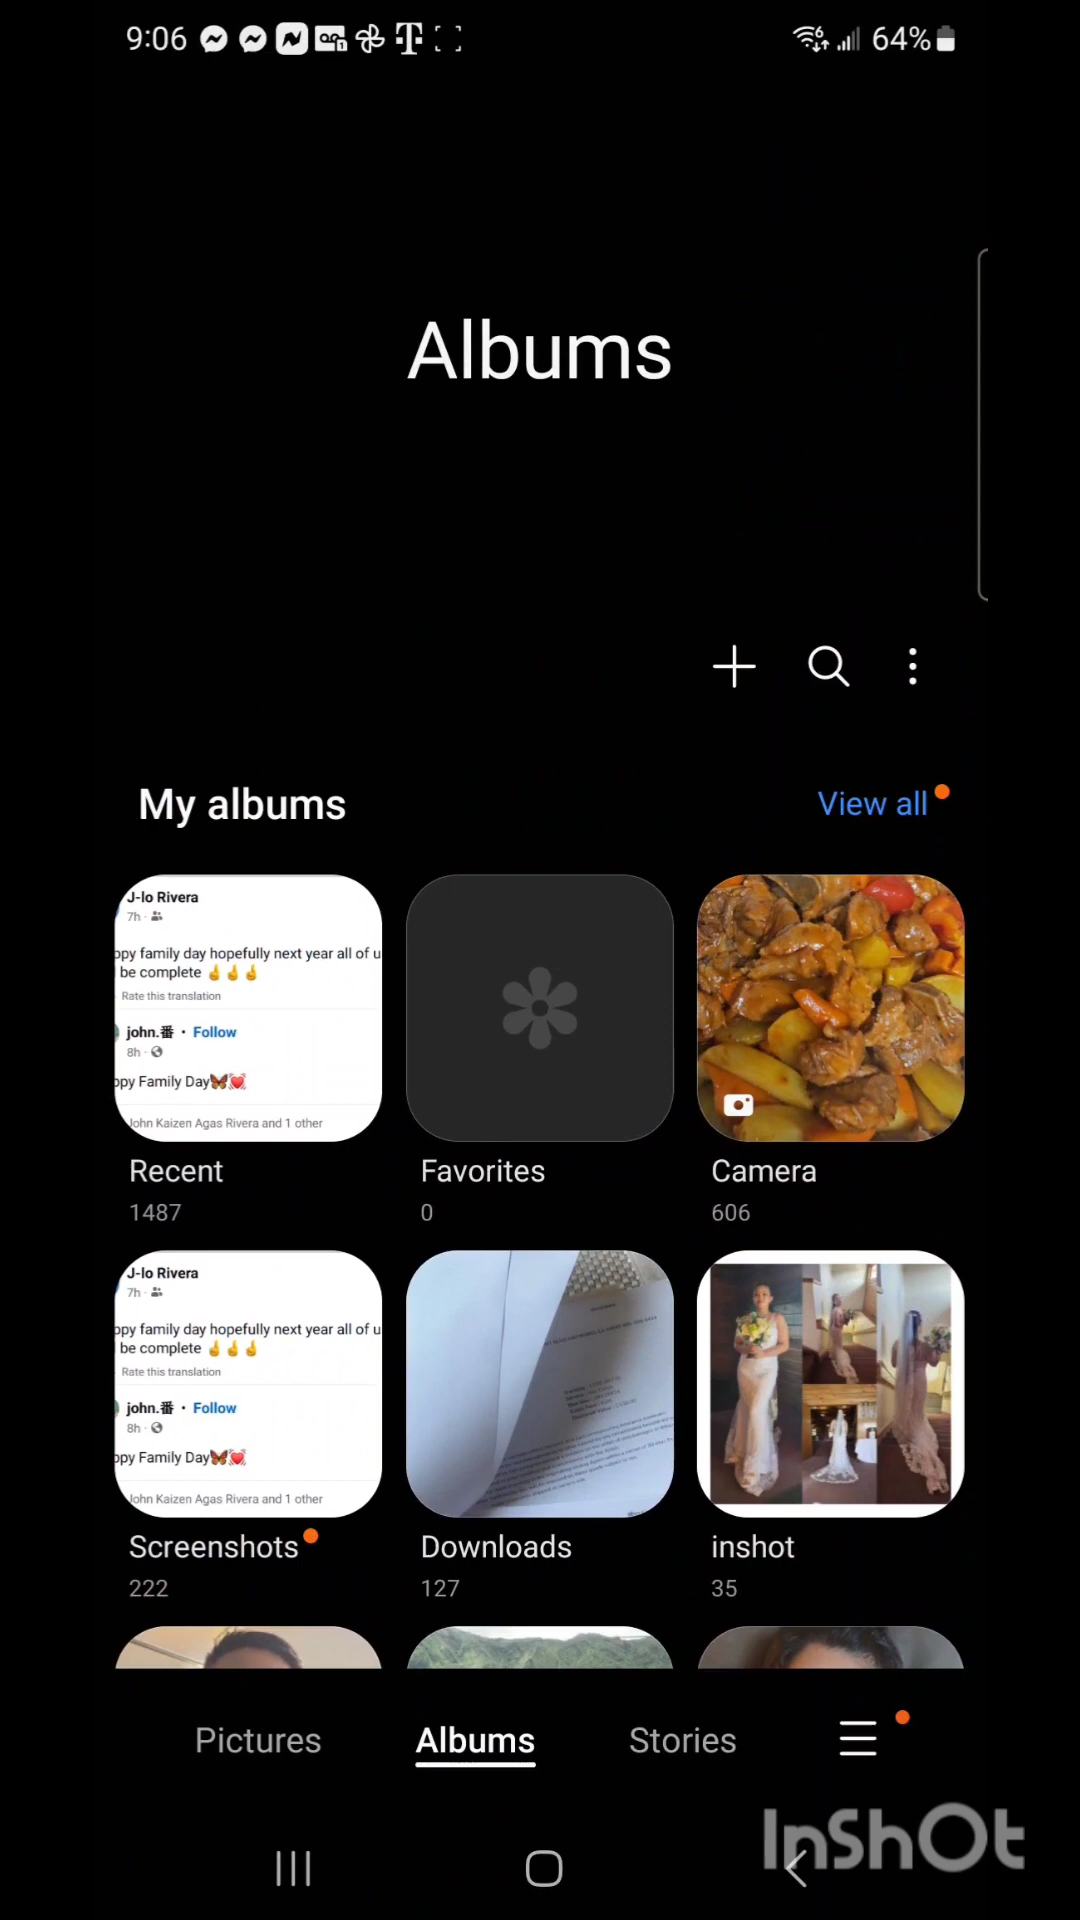 9:06
64%
Albums
My albums
View all
J-lo Rivera
7h
ppy family day hopefully next year all of u
be complete 🤞🤞🤞
Rate this translation
john.番 · Follow
8h
ppy Family Day🦋💓
John Kaizen Agas Rivera and 1 other
Recent
1487
Favorites
0
Camera
606
J-lo Rivera
7h
ppy family day hopefully next year all of u
be complete 🤞🤞🤞
Rate this translation
john.番 · Follow
8h
ppy Family Day🦋💓
John Kaizen Agas Rivera and 1 other
Screenshots
222
Downloads
127
inshot
35
Pictures
Albums
Stories
InShOt